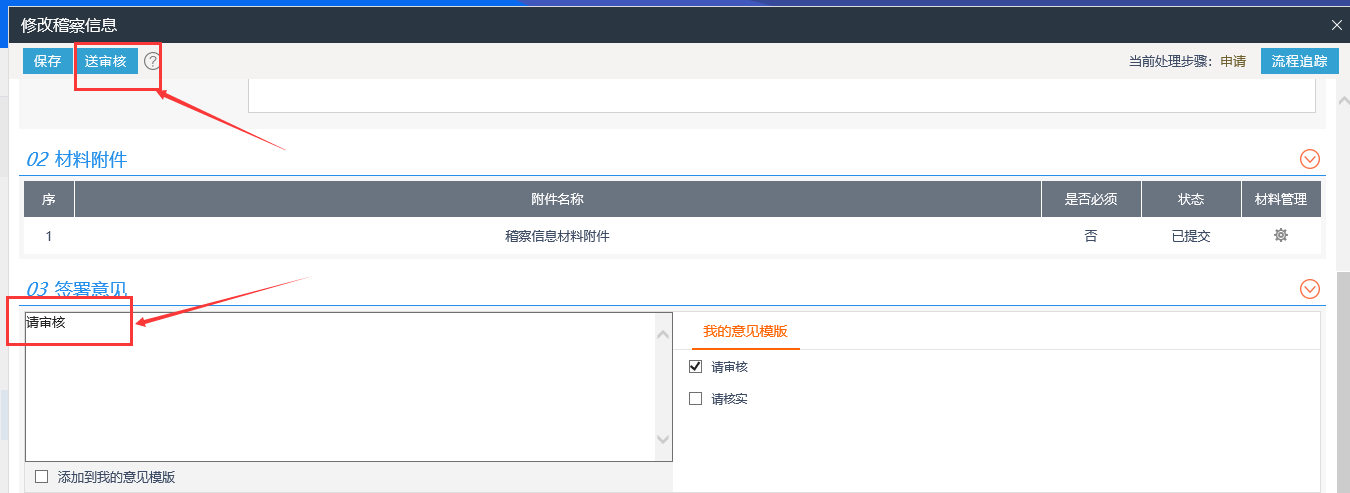 修改稽察信息
保存 送审核 ? 当前处理步骤：申请 流程追踪
02 材料附件
序 附件名称 是否必须 状态 材料管理
1 稽察信息材料附件 否 已提交
03 签署意见
请审核
我的意见模版
请审核
请核实
添加到我的意见模版